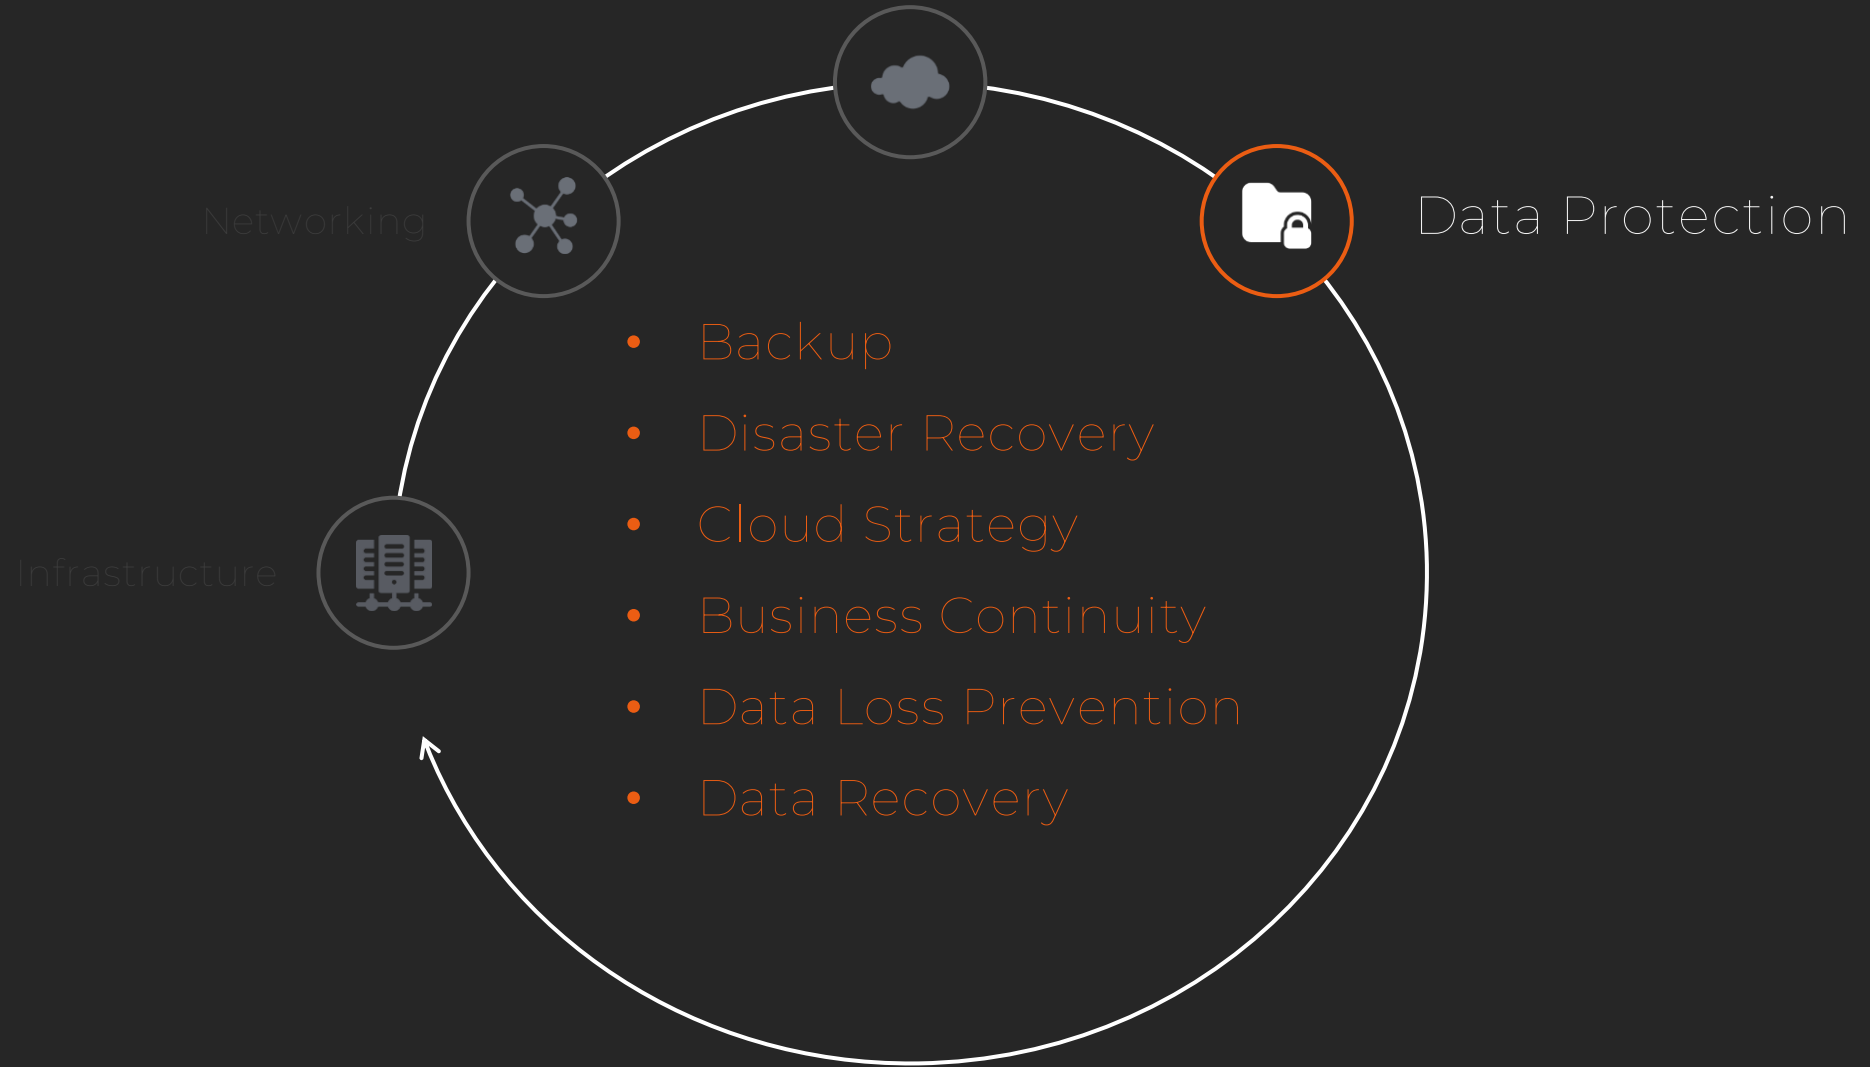 Networking
Data Protection
Backup
Disaster Recovery
Cloud Strategy
Infrastructure
Business Continuity
Data Loss Prevention
Data Recovery